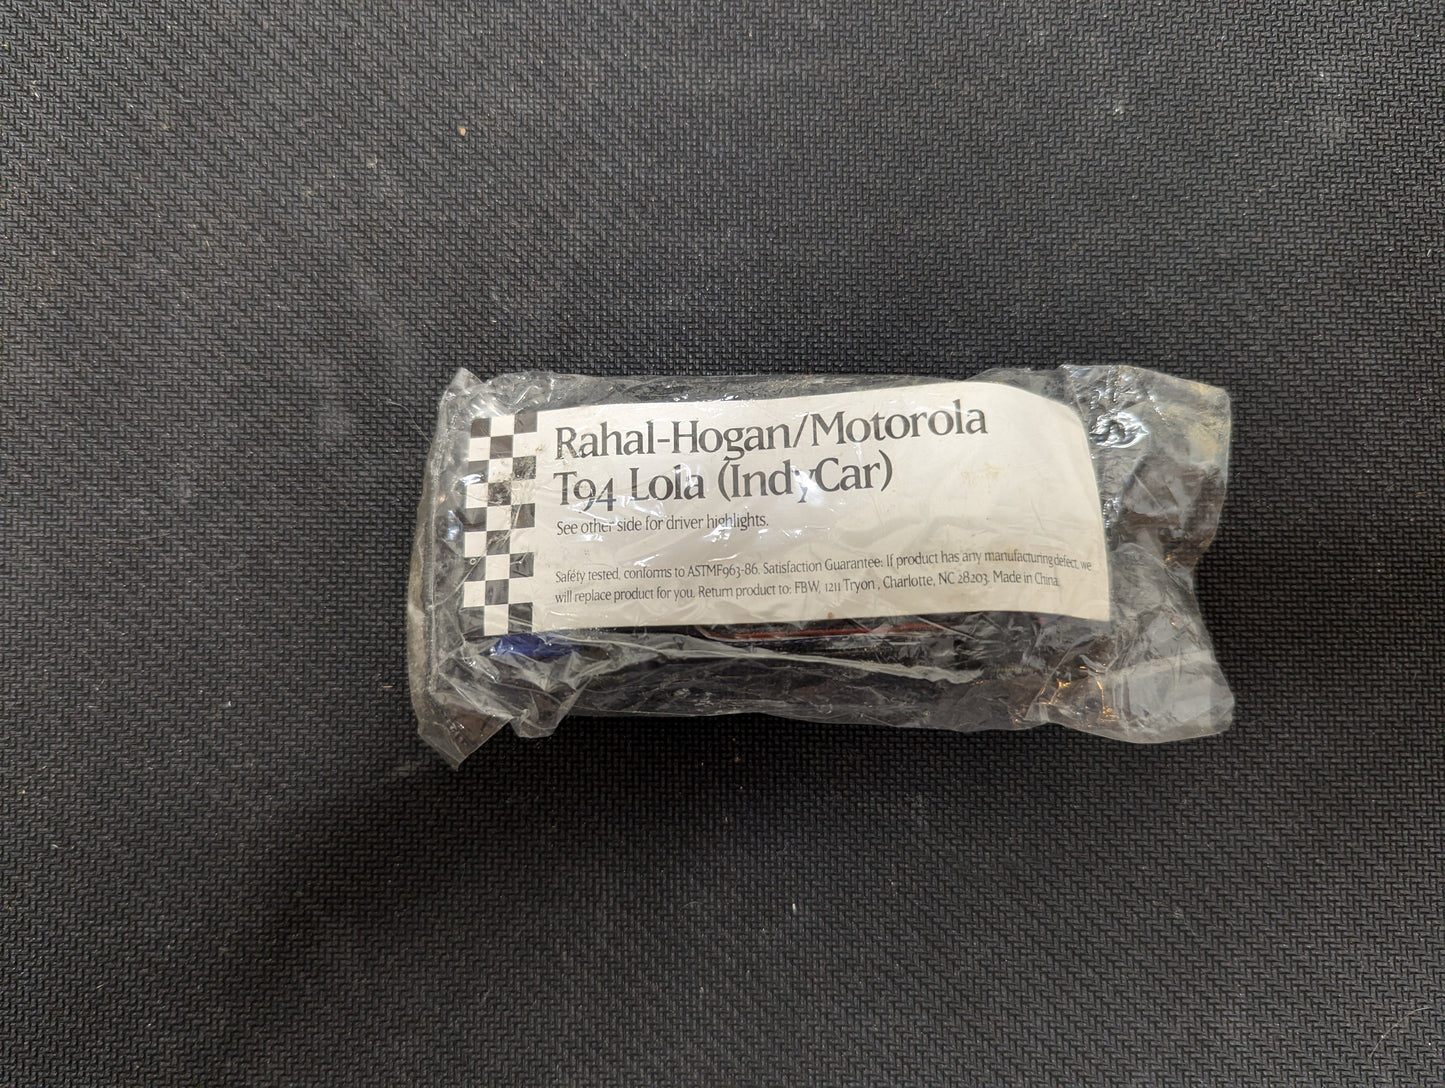 Rahal-Hogan/Motorola
T94 Lola (IndyCar)
See other side for driver highlights.
Safety tested, conforms to ASTMF963-86. Satisfaction Guarantee: If product has any manufacturing defect, we
will replace product for you. Return product to: FBW, 1211 Tryon , Charlotte, NC 28203. Made in China.